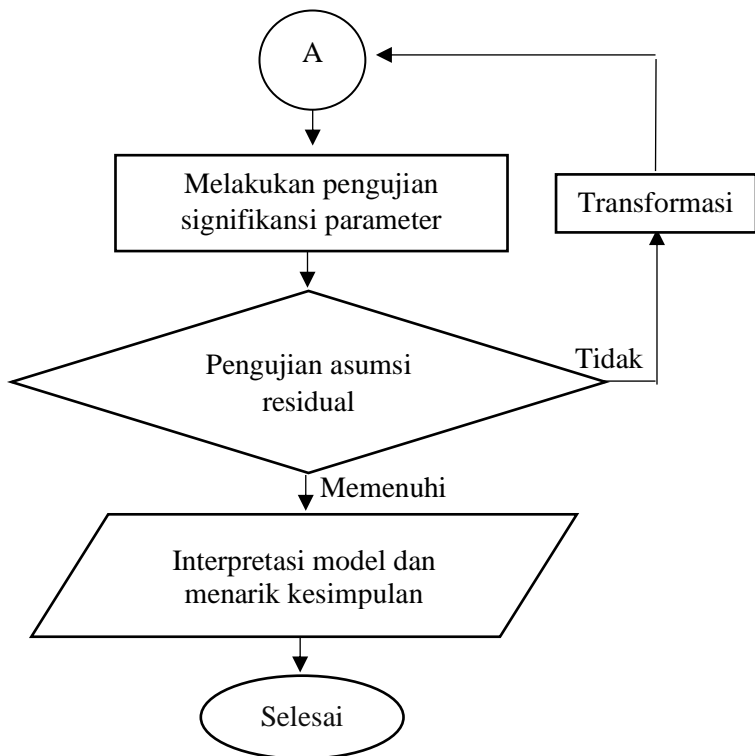 A
Melakukan pengujian
signifikansi parameter
Transformasi
Pengujian asumsi
residual
Tidak
Memenuhi
Interpretasi model dan
menarik kesimpulan
Selesai